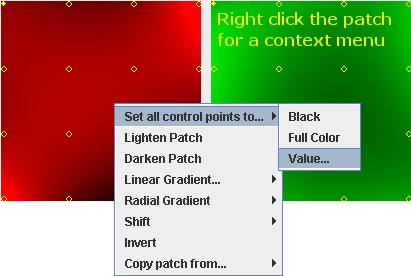 Right click the patch
for a context menu
Set all control points to...
Lighten Patch
Darken Patch
Linear Gradient...
Radial Gradient
Shift
Invert
Copy patch from...
Black
Full Color
Value...